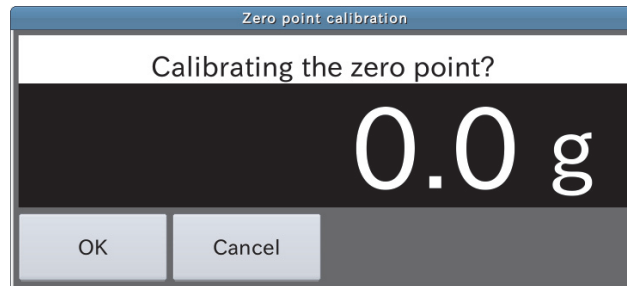 Zero point calibration
Calibrating the zero point?
0.0 g
OK Cancel